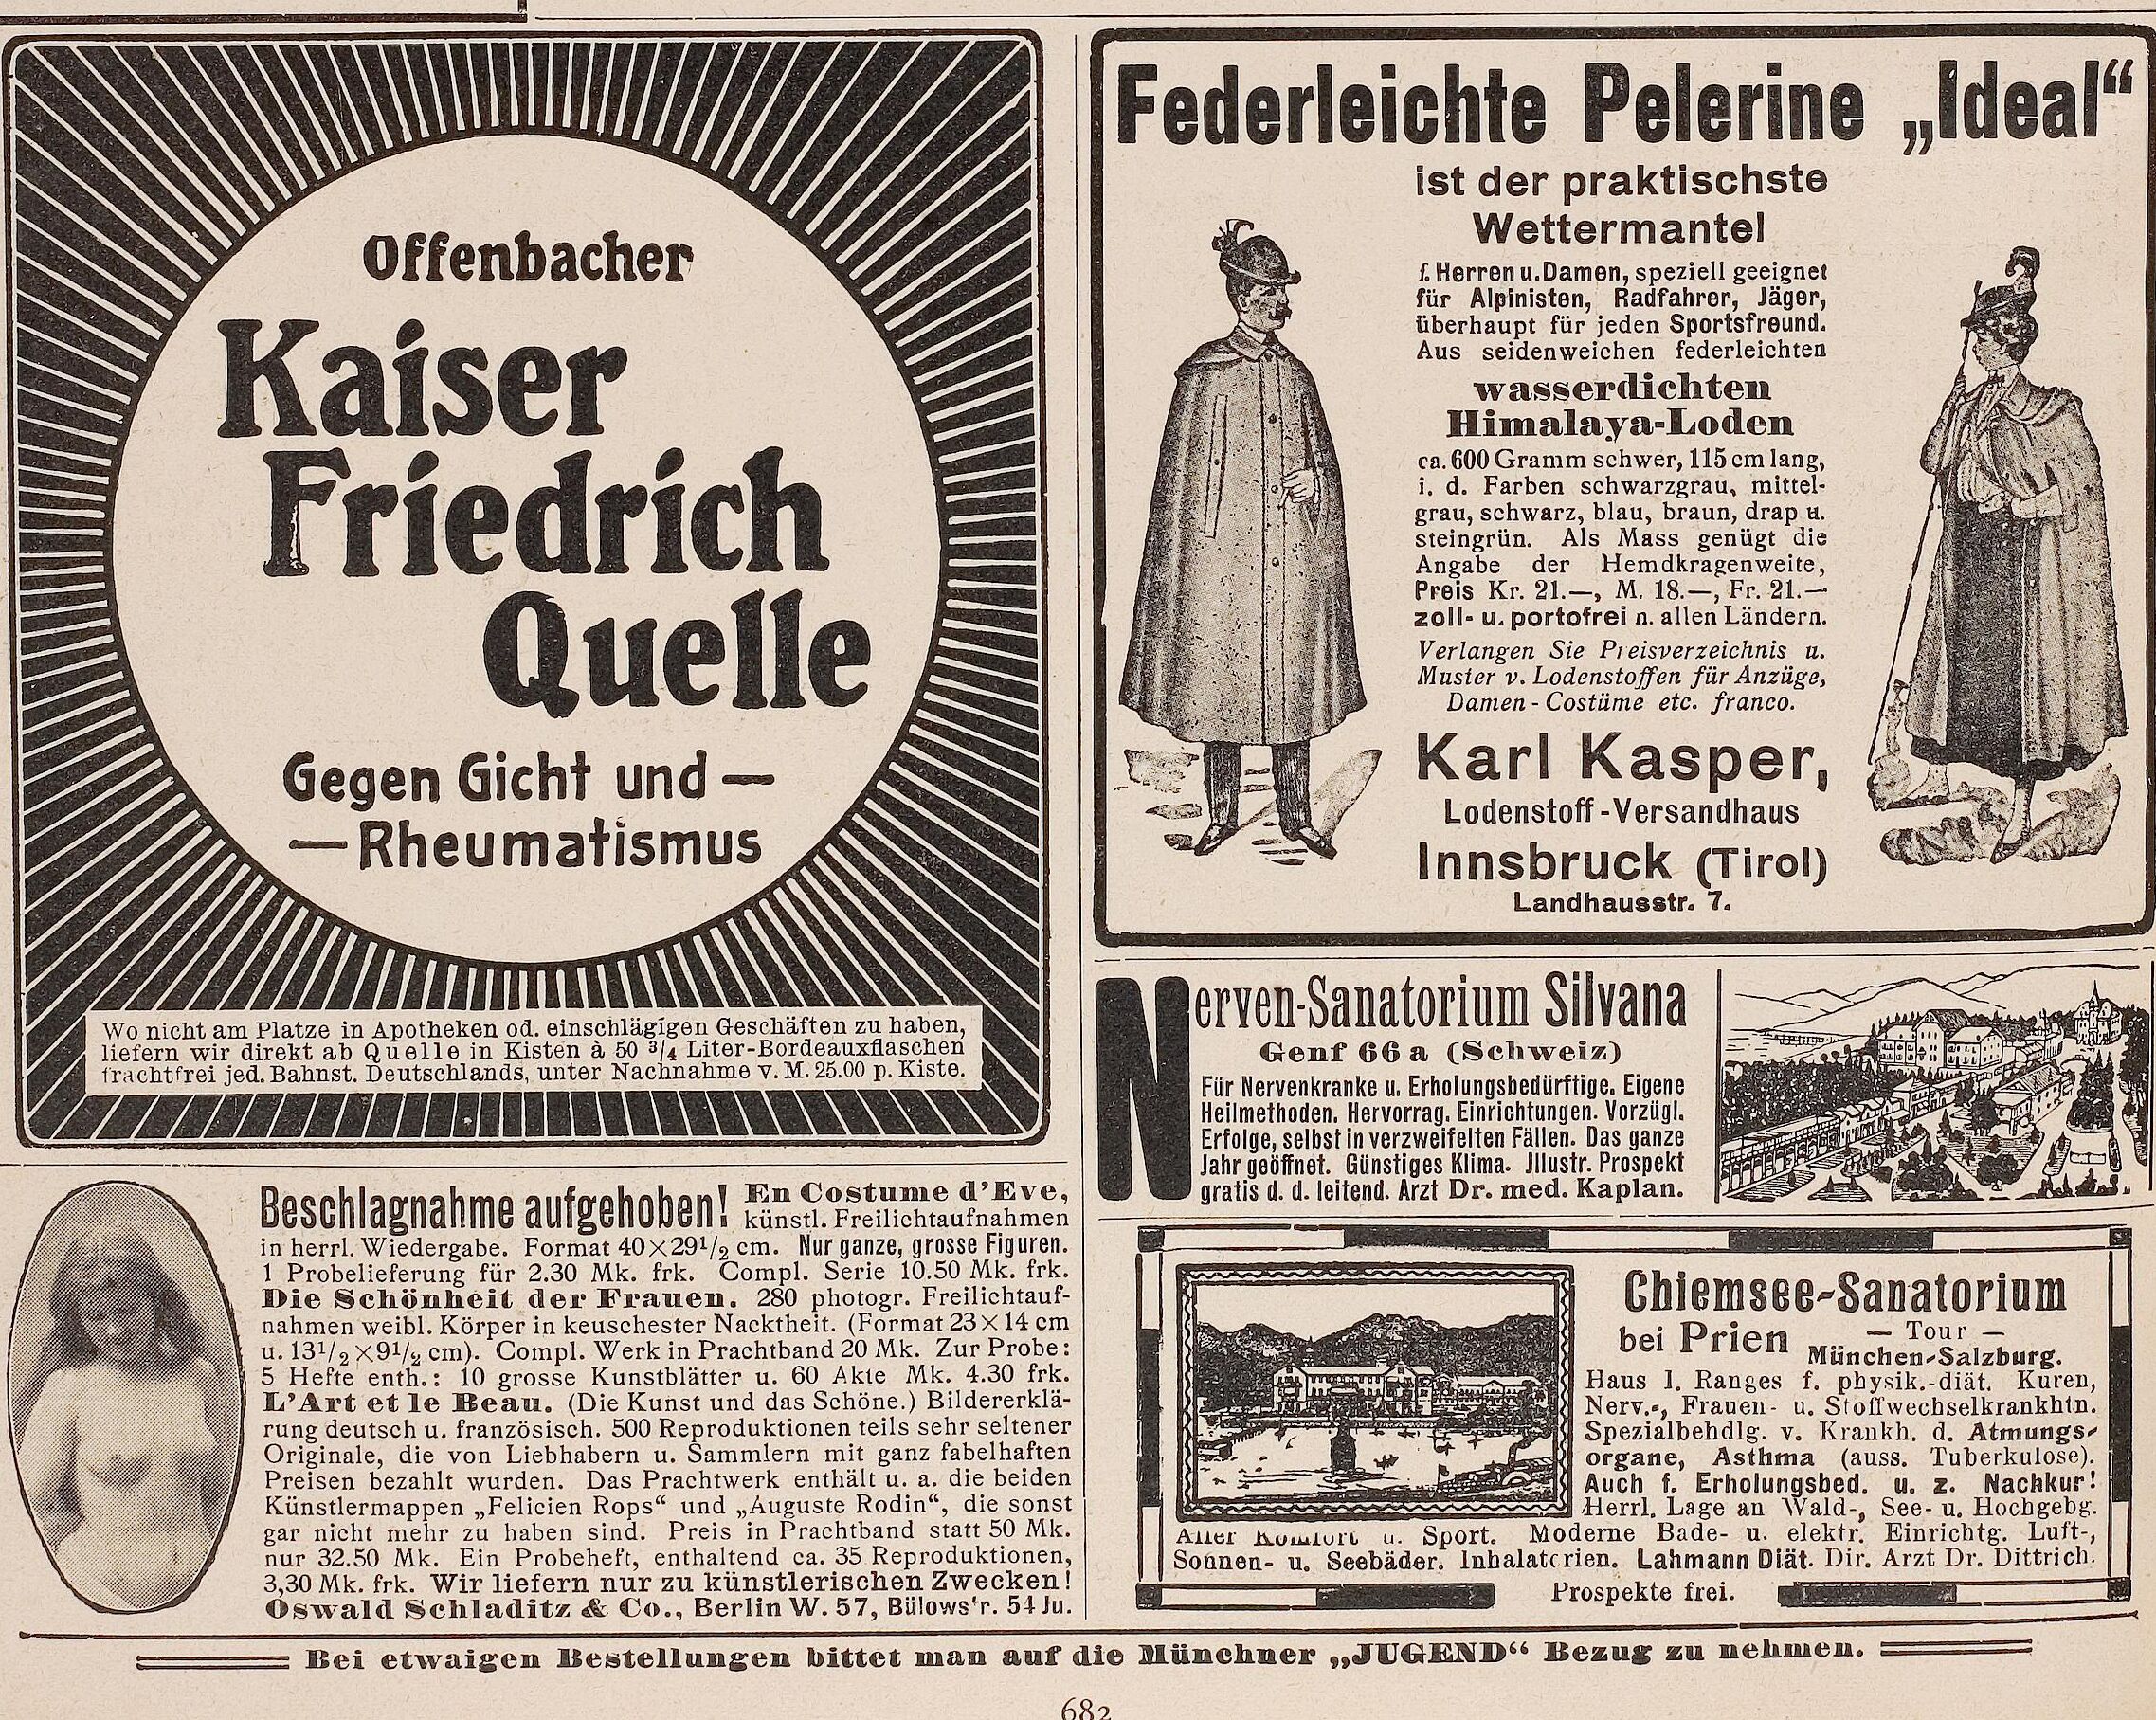 Offenbacher
Kaiser
Friedrich
Quelle
Gegen Gicht und —
— Rheumatismus
Wo nicht am Platze in Apotheken od. einschlägigen Geschäften zu haben,
liefern wir direkt ab Quelle in Kisten à 50 3/4 Liter-Bordeauxflaschen
frachtfrei jed. Bahnst. Deutschlands, unter Nachnahme v. M. 25.00 p. Kiste.
Beschlagnahme aufgehoben! En Costume d'Eve,
künstl. Freilichtaufnahmen
in herrl. Wiedergabe. Format 40×29 1/2 cm. Nur ganze, grosse Figuren.
1 Probelieferung für 2.30 Mk. frk. Compl. Serie 10.50 Mk. frk.
Die Schönheit der Frauen. 280 photogr. Freilichtauf-
nahmen weibl. Körper in keuschester Nacktheit. (Format 23×14 cm
u. 13 1/2×9 1/2 cm). Compl. Werk in Prachtband 20 Mk. Zur Probe:
5 Hefte enth.: 10 grosse Kunstblätter u. 60 Akte Mk. 4.30 frk.
L'Art et le Beau. (Die Kunst und das Schöne.) Bildererklä-
rung deutsch u. französisch. 500 Reproduktionen teils sehr seltener
Originale, die von Liebhabern u. Sammlern mit ganz fabelhaften
Preisen bezahlt wurden. Das Prachtwerk enthält u. a. die beiden
Künstlermappen „Felicien Rops“ und „Auguste Rodin“, die sonst
gar nicht mehr zu haben sind. Preis in Prachtband statt 50 Mk.
nur 32.50 Mk. Ein Probeheft, enthaltend ca. 35 Reproduktionen,
3,30 Mk. frk. Wir liefern nur zu künstlerischen Zwecken!
Oswald Schladitz & Co., Berlin W. 57, Bülowstr. 54 Ju.
Federleichte Pelerine „Ideal“
ist der praktischste
Wettermantel
f. Herren u. Damen, speziell geeignet
für Alpinisten, Radfahrer, Jäger,
überhaupt für jeden Sportsfreund.
Aus seidenweichen federleichten
wasserdichten
Himalaya-Loden
ca. 600 Gramm schwer, 115 cm lang,
i. d. Farben schwarzgrau, mittel-
grau, schwarz, blau, braun, drap u.
steingrün. Als Mass genügt die
Angabe der Hemdkragenweite,
Preis Kr. 21.—, M. 18.—, Fr. 21.—
zoll- u. portofrei n. allen Ländern.
Verlangen Sie Preisverzeichnis u.
Muster v. Lodenstoffen für Anzüge,
Damen-Costüme etc. franco.
Karl Kasper,
Lodenstoff-Versandhaus
Innsbruck (Tirol)
Landhausstr. 7.
Nerven-Sanatorium Silvana
Genf 66 a (Schweiz)
Für Nervenkranke u. Erholungsbedürftige. Eigene
Heilmethoden. Hervorrag. Einrichtungen. Vorzügl.
Erfolge, selbst in verzweifelten Fällen. Das ganze
Jahr geöffnet. Günstiges Klima. Jllustr. Prospekt
gratis d. d. leitend. Arzt Dr. med. Kaplan.
Chiemsee-Sanatorium
bei Prien — Tour —
München-Salzburg.
Haus I. Ranges f. physik.-diät. Kuren,
Nerv.-, Frauen- u. Stoffwechselkrankhtn.
Spezialbehdlg. v. Krankh. d. Atmungs-
organe, Asthma (auss. Tuberkulose).
Auch f. Erholungsbed. u. z. Nachkur!
Herrl. Lage an Wald-, See- u. Hochgebg.
Aller Komfort u. Sport. Moderne Bade- u. elektr. Einrichtg. Luft-,
Sonnen- u. Seebäder. Inhalatorien. Lahmann Diät. Dir. Arzt Dr. Dittrich.
Prospekte frei.
Bei etwaigen Bestellungen bittet man auf die Münchner „JUGEND“ Bezug zu nehmen.
682